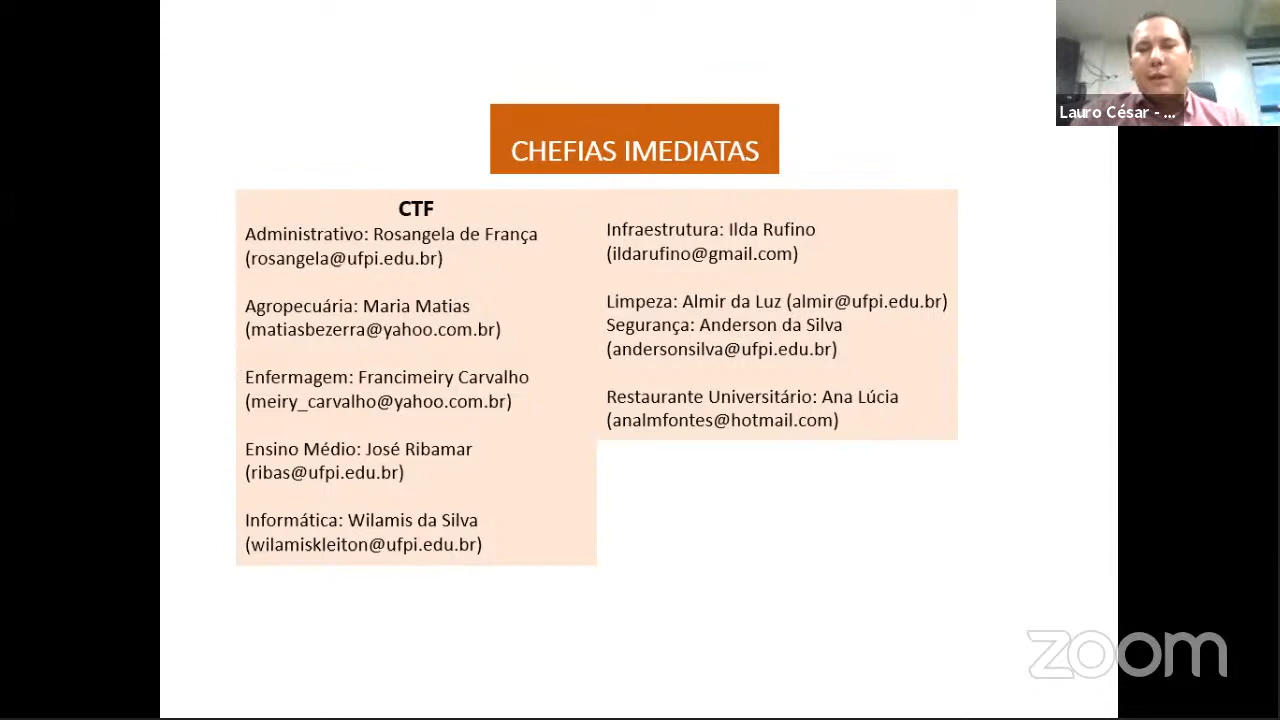 Lauro César - ...
CHEFIAS IMEDIATAS
CTF
Administrativo: Rosangela de França
(rosangela@ufpi.edu.br)
Agropecuária: Maria Matias
(matiasbezerra@yahoo.com.br)
Enfermagem: Francimeiry Carvalho
(meiry_carvalho@yahoo.com.br)
Ensino Médio: José Ribamar
(ribas@ufpi.edu.br)
Informática: Wilamis da Silva
(wilamiskleiton@ufpi.edu.br)
Infraestrutura: Ilda Rufino
(ildarufino@gmail.com)
Limpeza: Almir da Luz (almir@ufpi.edu.br)
Segurança: Anderson da Silva
(andersonsilva@ufpi.edu.br)
Restaurante Universitário: Ana Lúcia
(analmfontes@hotmail.com)
zoom